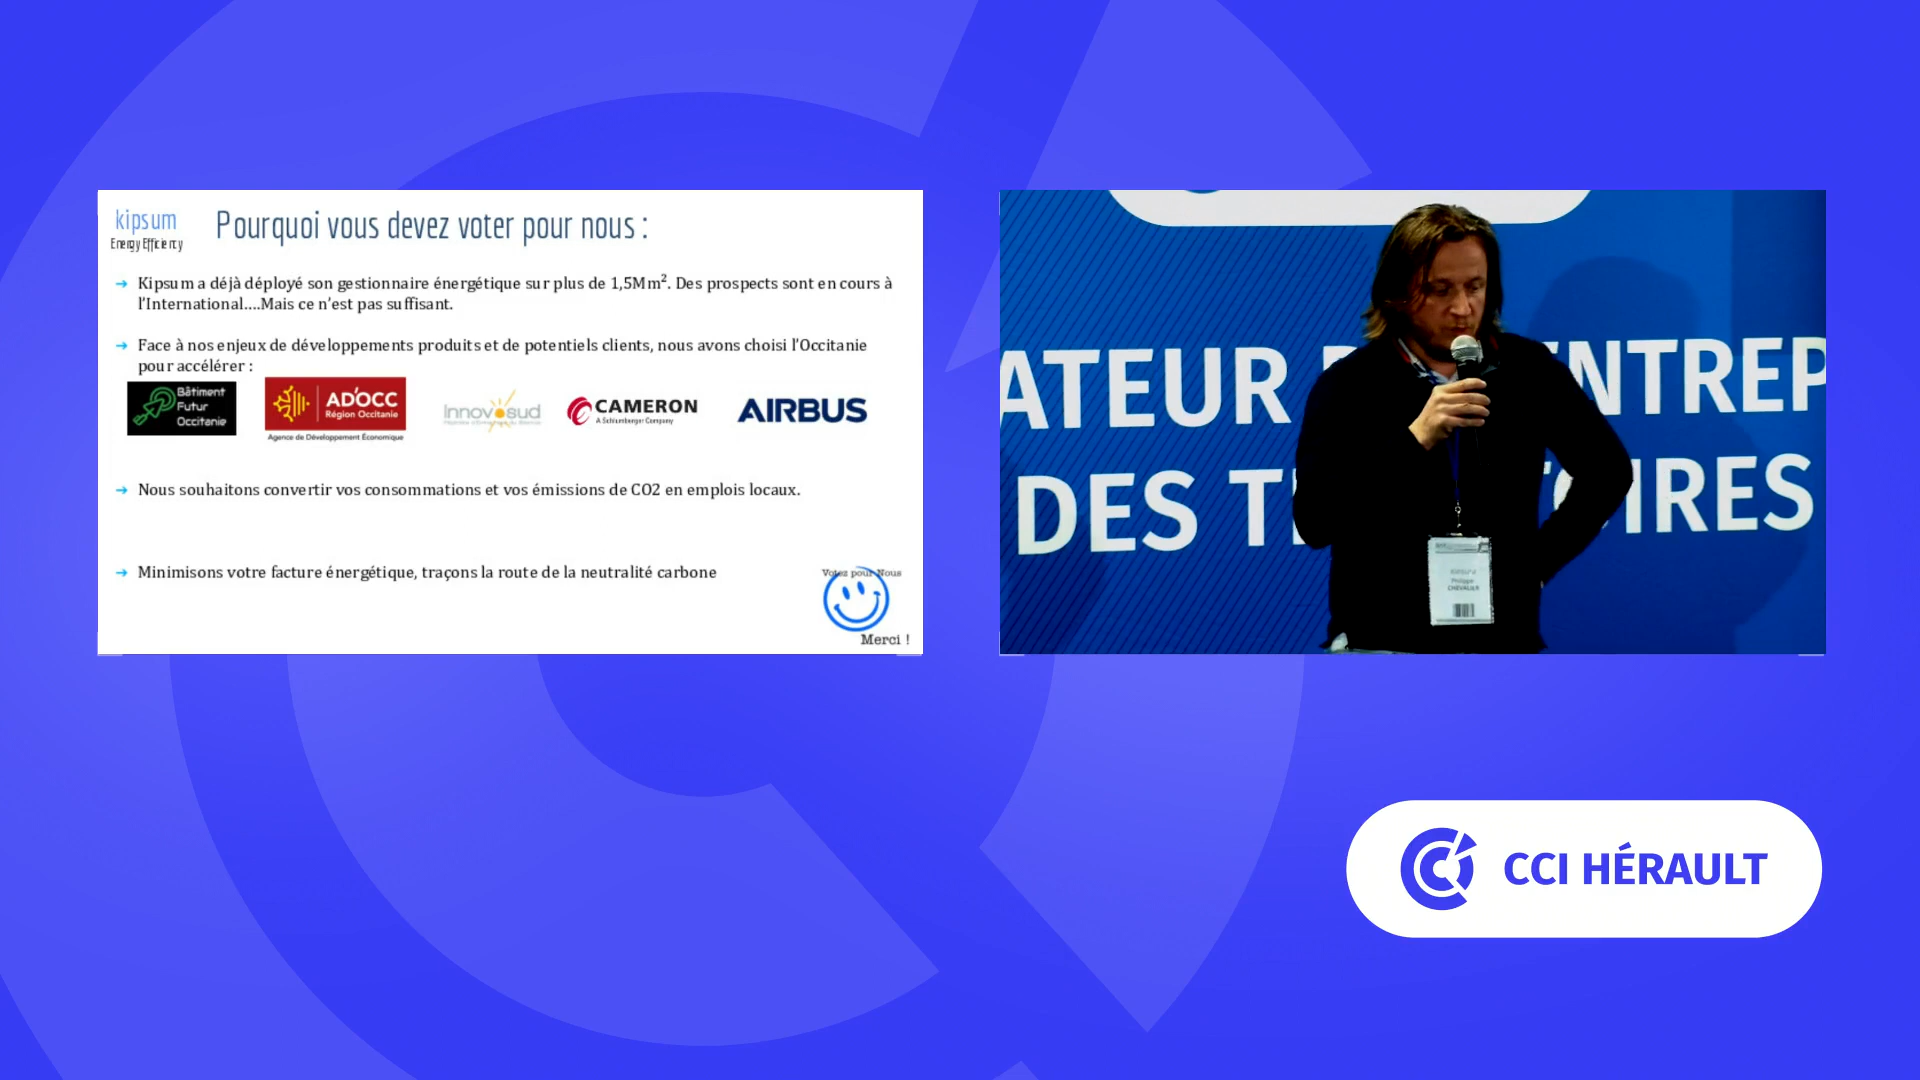 kipsum
Energy Efficiency
Pourquoi vous devez voter pour nous :
Kipsum a déjà déployé son gestionnaire énergétique sur plus de 1,5Mm². Des prospects sont en cours à
l'International....Mais ce n'est pas suffisant.
Face à nos enjeux de développements produits et de potentiels clients, nous avons choisi l'Occitanie
pour accélérer :
Bâtiment
Futur
Occitanie
AD'OCC
Région Occitanie
Agence de Développement Économique
Innovosud
CAMERON
A Schlumberger Company
AIRBUS
Nous souhaitons convertir vos consommations et vos émissions de CO2 en emplois locaux.
Minimisons votre facture énergétique, traçons la route de la neutralité carbone
Votez pour Nous
Merci !
ATEUR ENTREP
DES T IRES
kipsum
Philippe
CHEVALIER
CCI HÉRAULT